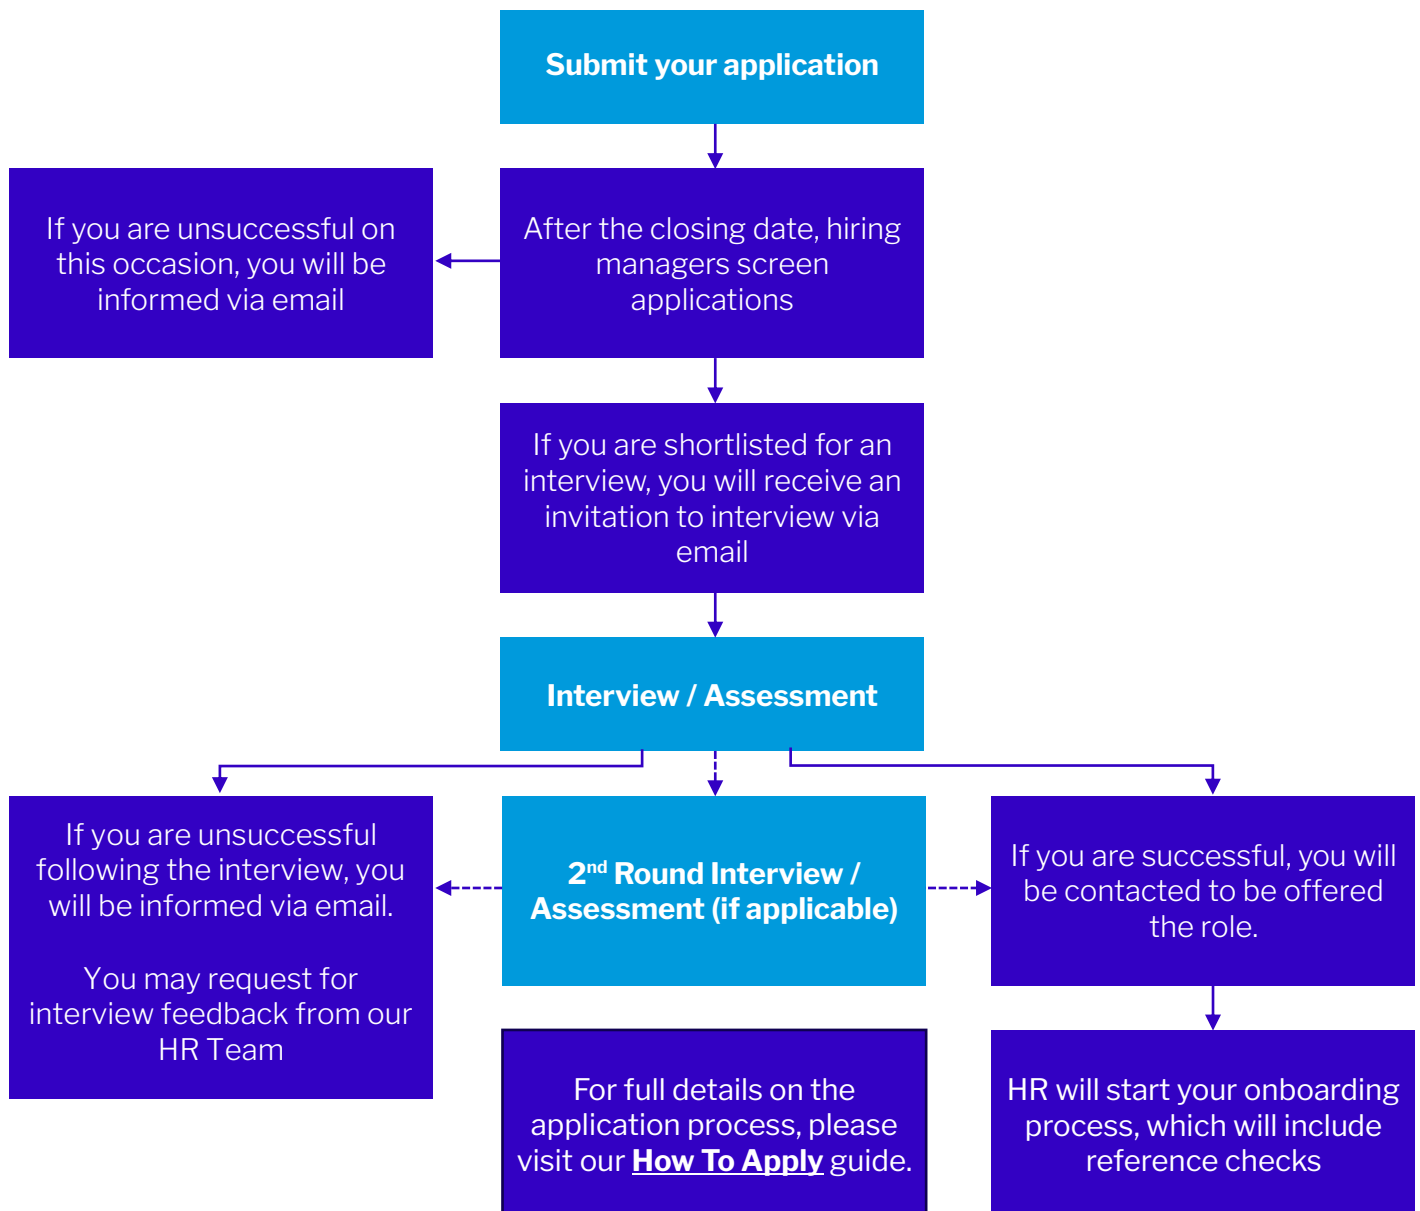 Submit your application
If you are unsuccessful on
this occasion, you will be
informed via email
After the closing date, hiring
managers screen
applications
If you are shortlisted for an
interview, you will receive an
invitation to interview via
email
Interview / Assessment
If you are unsuccessful
following the interview, you
will be informed via email.
You may request for
interview feedback from our
HR Team
2nd Round Interview /
Assessment (if applicable)
If you are successful, you will
be contacted to be offered
the role.
For full details on the
application process, please
visit our How To Apply guide.
HR will start your onboarding
process, which will include
reference checks